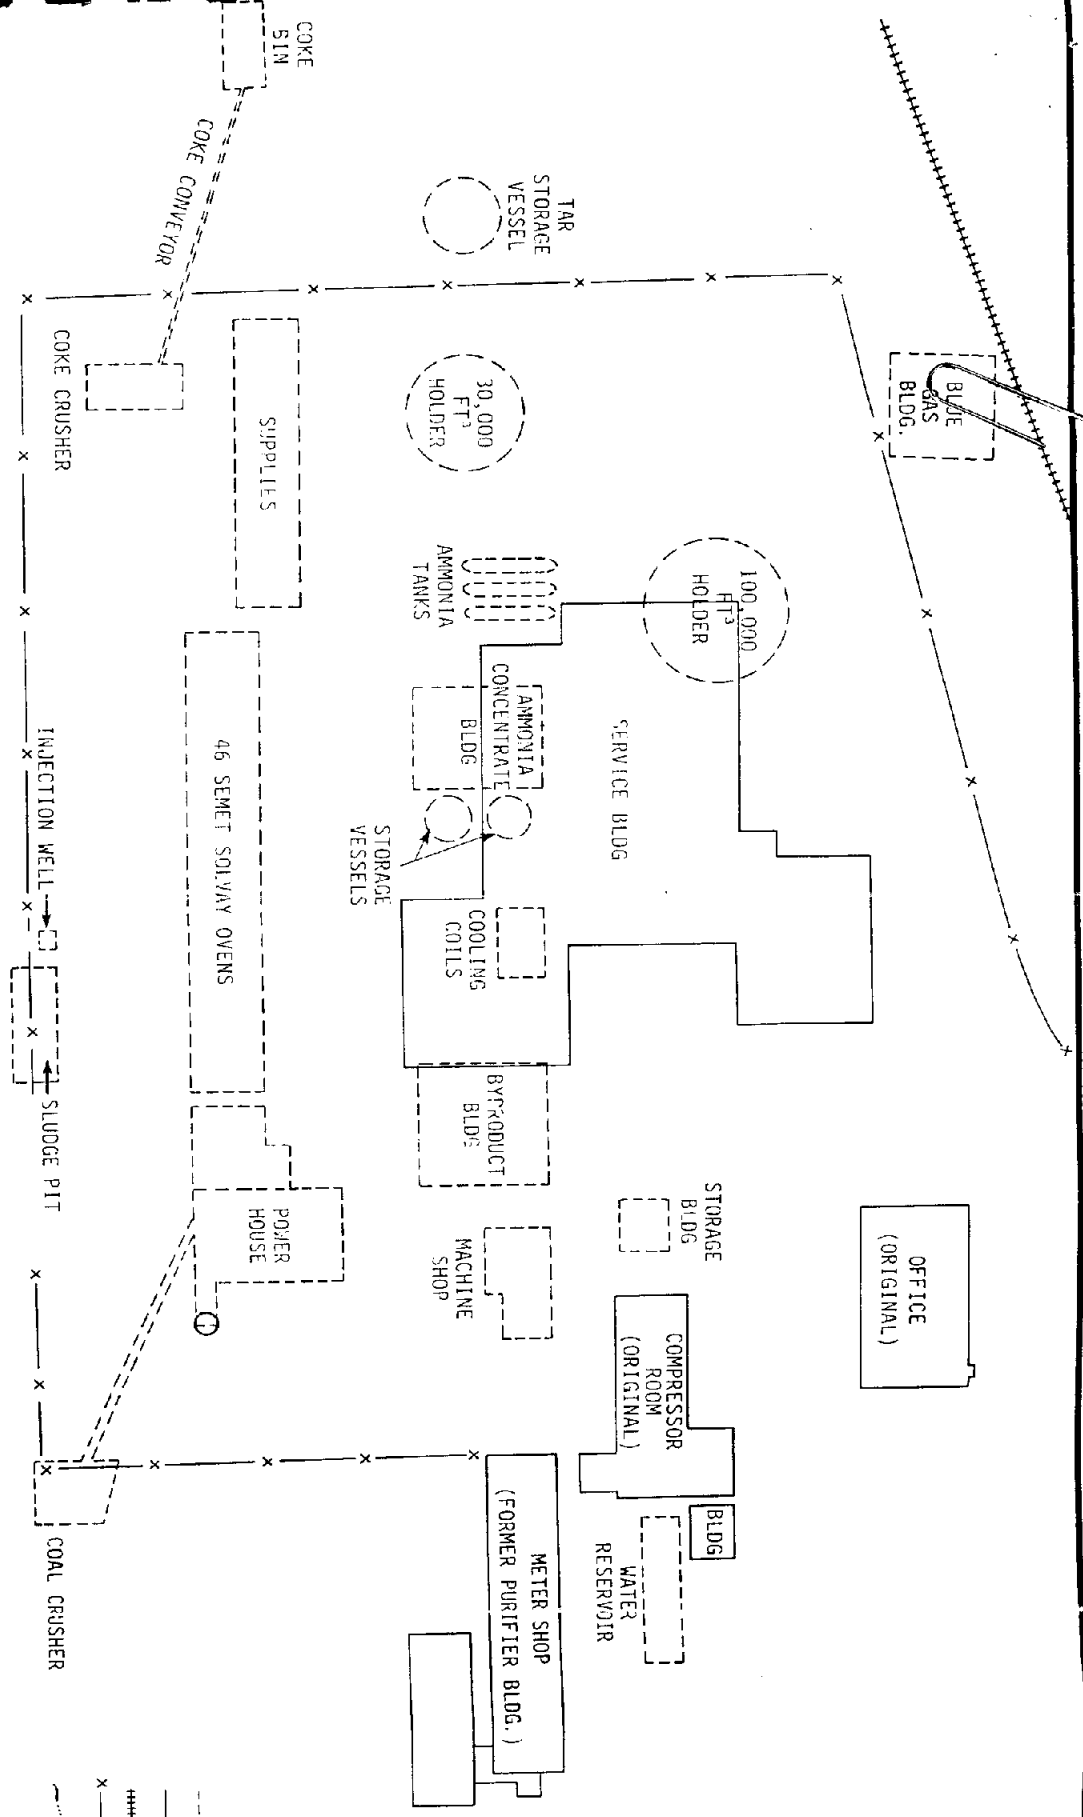 COKE
BIN
COKE CONVEYOR
TAR
STORAGE
VESSEL
BLUE
GAS
BLDG.
COKE CRUSHER
SUPPLIES
30,000
FT³
HOLDER
100,000
FT³
HOLDER
AMMONIA
TANKS
AMMONIA
CONCENTRATE
BLDG
SERVICE BLDG
STORAGE
VESSELS
46 SEMET SOLVAY OVENS
INJECTION WELL
SLUDGE PIT
COOLING
COILS
BYPRODUCT
BLDG
POWER
HOUSE
MACHINE
SHOP
STORAGE
BLDG
OFFICE
(ORIGINAL)
COMPRESSOR
ROOM
(ORIGINAL)
BLDG
WATER
RESERVOIR
METER SHOP
(FORMER PURIFIER BLDG.)
COAL CRUSHER